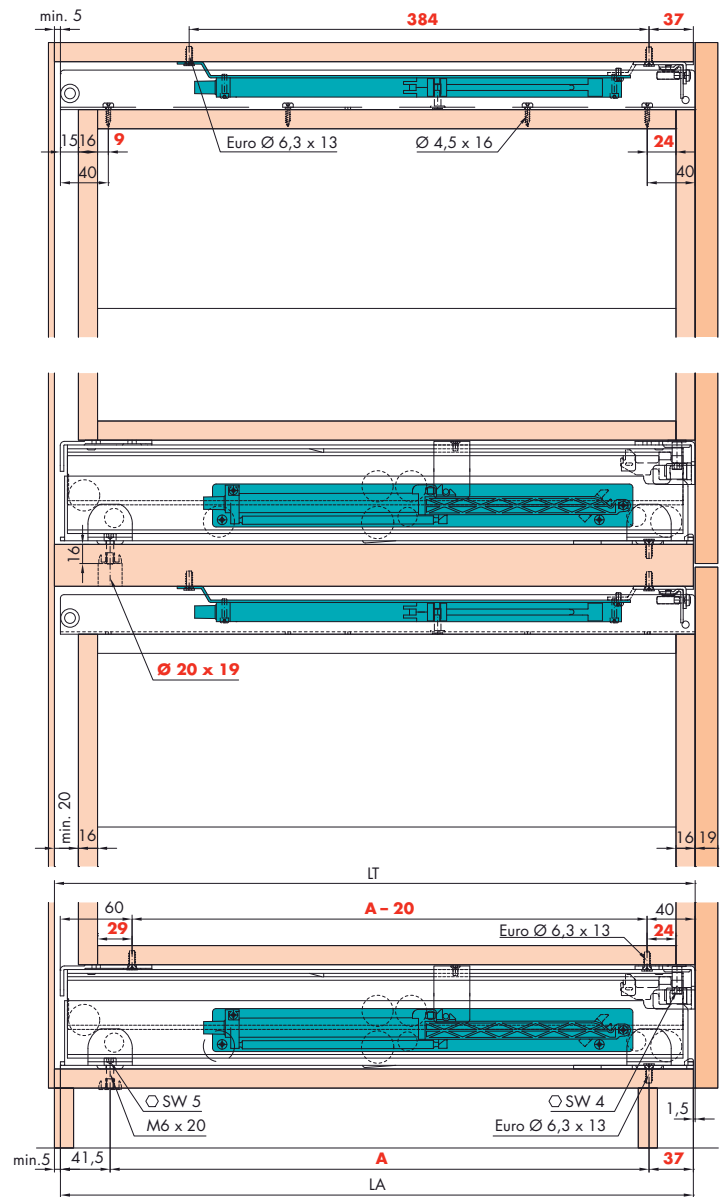 min. 5
384
37
15
16
9
Euro Ø 6,3 x 13
Ø 4,5 x 16
24
40
40
16
Ø 20 x 19
min. 20
16
16
19
LT
60
A – 20
40
29
Euro Ø 6,3 x 13
24
SW 5
M6 x 20
SW 4
Euro Ø 6,3 x 13
1,5
min.5
41,5
A
37
LA